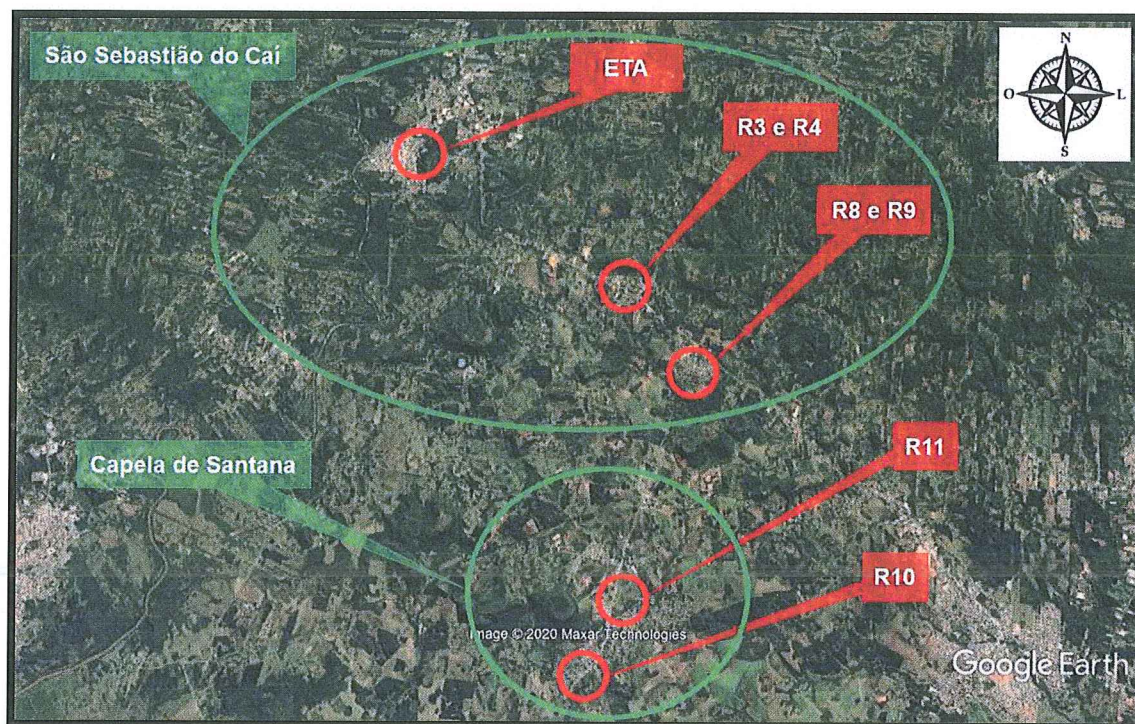 São Sebastião do Caí
ETA
N
O
L
S
R3 e R4
R8 e R9
Capela de Santana
R11
R10
Image © 2020 Maxar Technologies
Google Earth